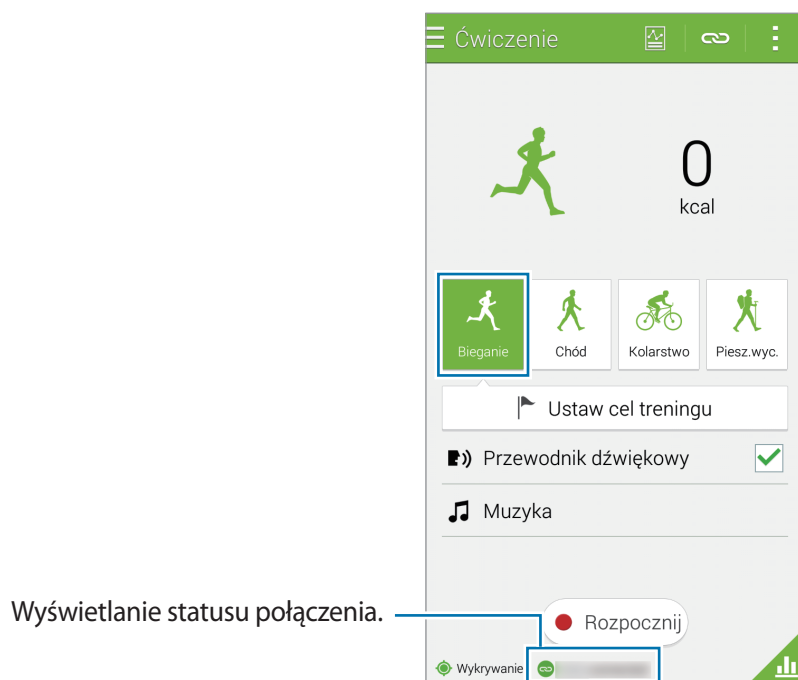 Ćwiczenie
0
kcal
Bieganie
Chód
Kolarstwo
Piesz.wyc.
Ustaw cel treningu
Przewodnik dźwiękowy
Muzyka
Wyświetlanie statusu połączenia.
Rozpocznij
Wykrywanie